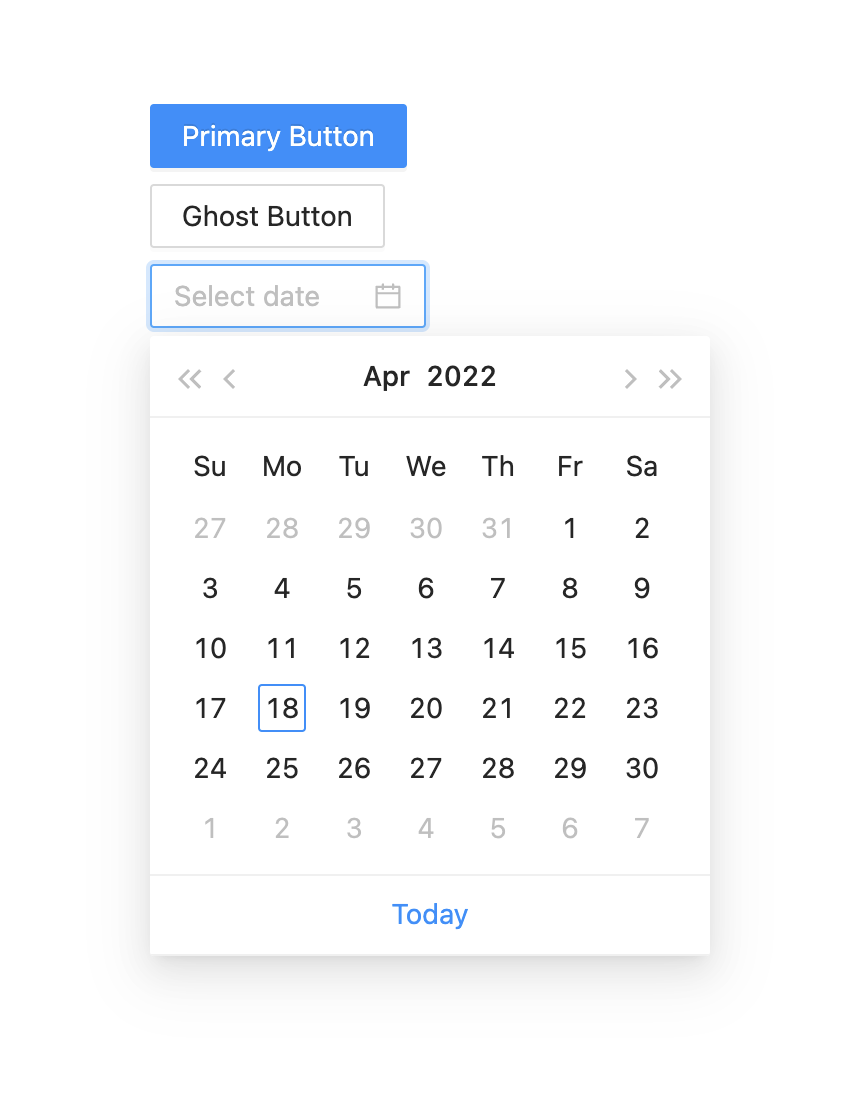 Primary Button
Ghost Button
Select date
Apr 2022
Su Mo Tu We Th Fr Sa
27 28 29 30 31 1 2
3 4 5 6 7 8 9
10 11 12 13 14 15 16
17 18 19 20 21 22 23
24 25 26 27 28 29 30
1 2 3 4 5 6 7
Today